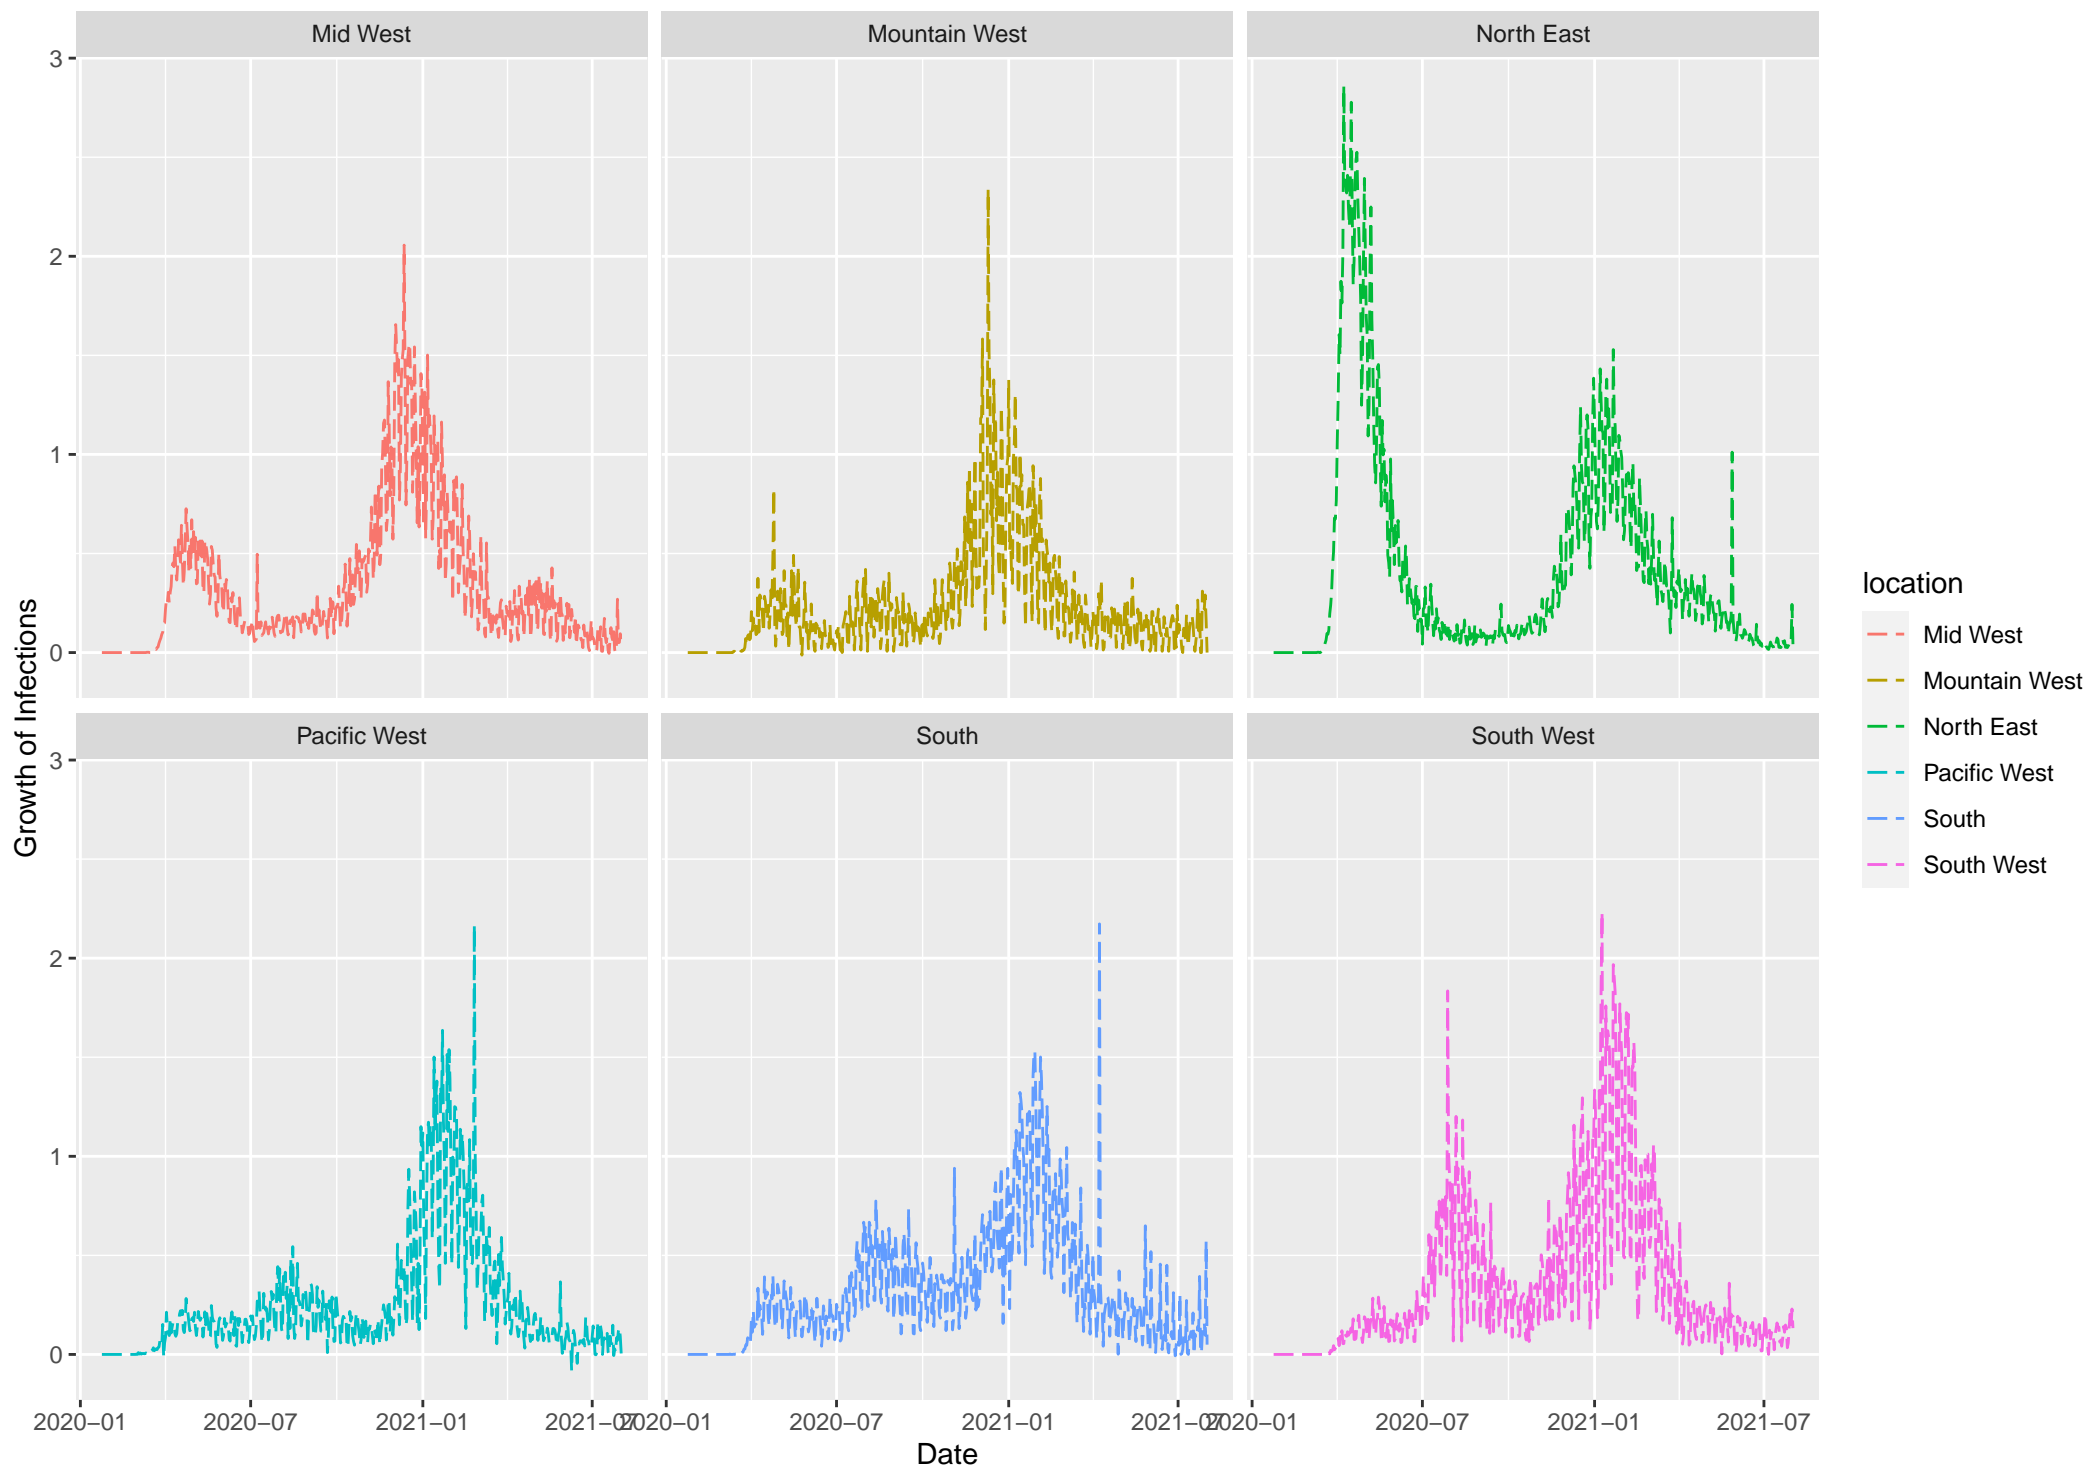 Mid West
Mountain West
North East
3
2
1
0
Growth of Infections
Pacific West
South
South West
3
2
1
0
2020–01
2020–07
2021–01
2021–07
2020–01
2020–07
2021–01
2021–07
2020–01
2020–07
2021–01
2021–07
Date
location
Mid West
Mountain West
North East
Pacific West
South
South West